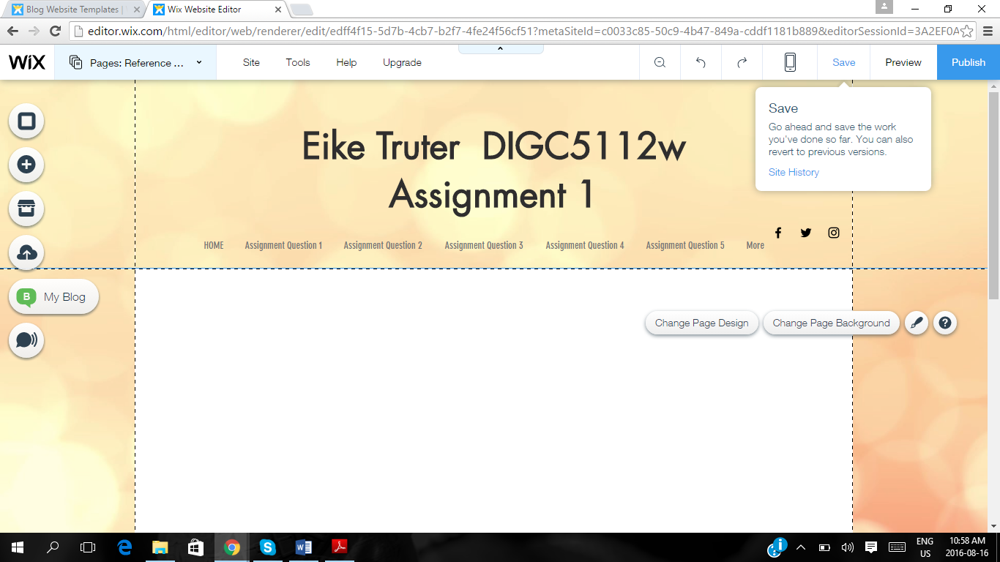 Blog Website Templates |
Wix Website Editor
editor.wix.com/html/editor/web/renderer/edit/edff4f15-5d7b-4cb7-b2f7-4fe24f56cf51?metaSiteId=c0033c85-50c9-4b47-849a-cddf1181b889&editorSessionId=3A2EF0A
WiX Pages: Reference ... Site Tools Help Upgrade Save Preview Publish
Save
Go ahead and save the work
you've done so far. You can also
revert to previous versions.
Site History
Eike Truter DIGC5112w
Assignment 1
HOME Assignment Question 1 Assignment Question 2 Assignment Question 3 Assignment Question 4 Assignment Question 5 More
B My Blog
Change Page Design Change Page Background ?
ENG
US
10:58 AM
2016-08-16